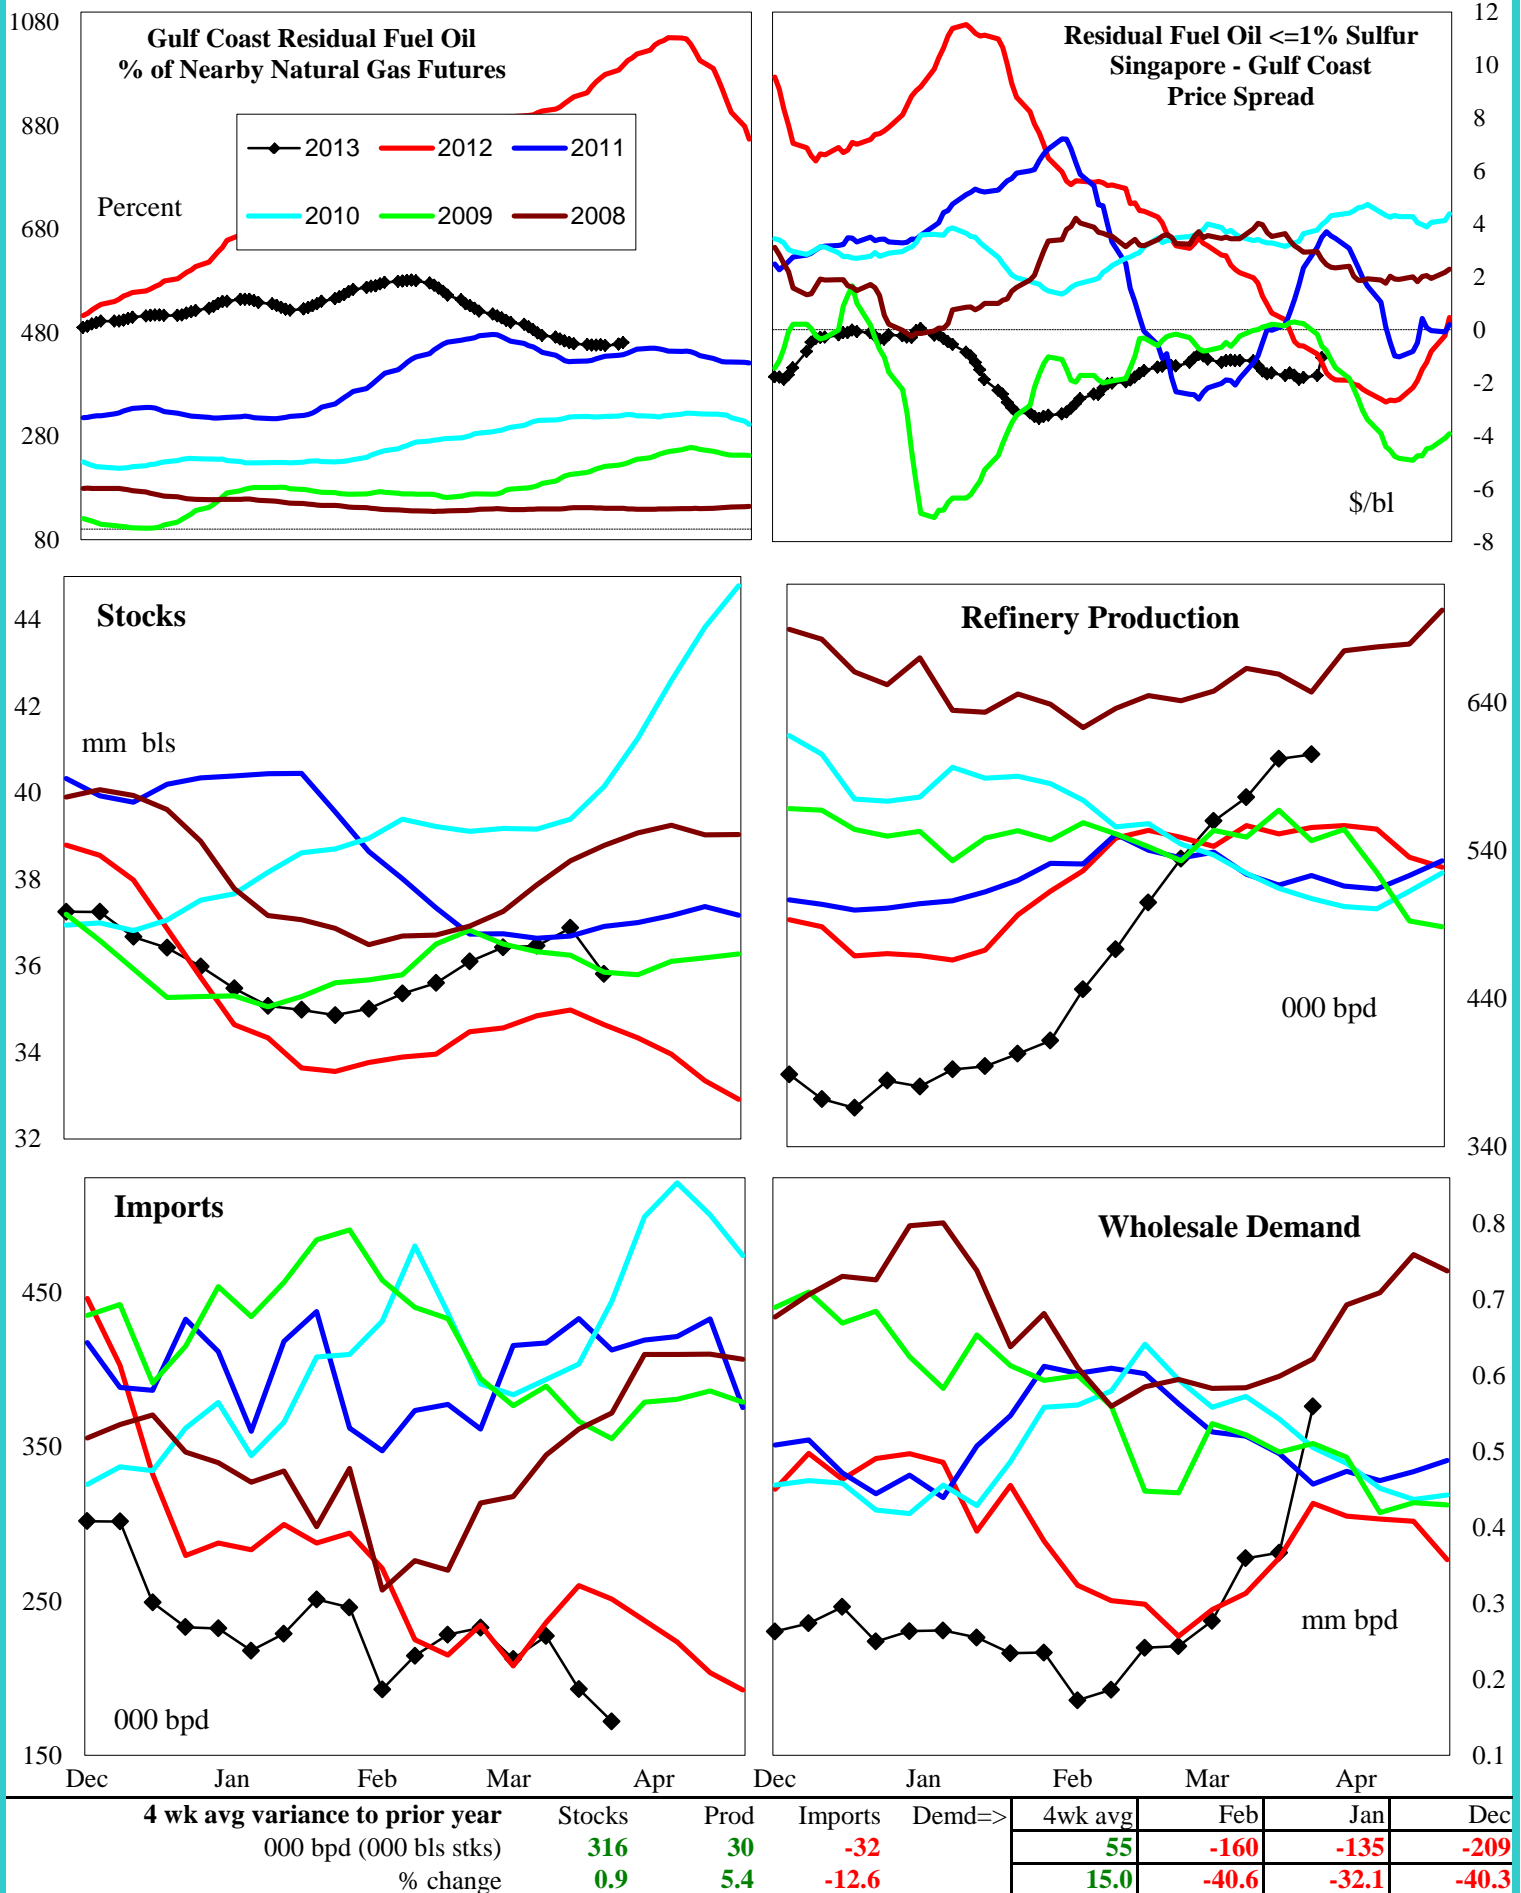 Gulf Coast Residual Fuel Oil
% of Nearby Natural Gas Futures
1080
880
680
480
280
80
Percent
2013 2012 2011
2010 2009 2008
Residual Fuel Oil <=1% Sulfur
Singapore - Gulf Coast
Price Spread
12
10
8
6
4
2
0
-2
-4
-6
-8
$/bl
Stocks
mm bls
44
42
40
38
36
34
32
Refinery Production
640
540
440
340
000 bpd
Imports
450
350
250
150
000 bpd
Dec Jan Feb Mar Apr
Wholesale Demand
0.8
0.7
0.6
0.5
0.4
0.3
0.2
0.1
mm bpd
Dec Jan Feb Mar Apr
4 wk avg variance to prior year Stocks Prod Imports Demd=> 4wk avg Feb Jan Dec
000 bpd (000 bls stks) 316 30 -32 55 -160 -135 -209
% change 0.9 5.4 -12.6 15.0 -40.6 -32.1 -40.3